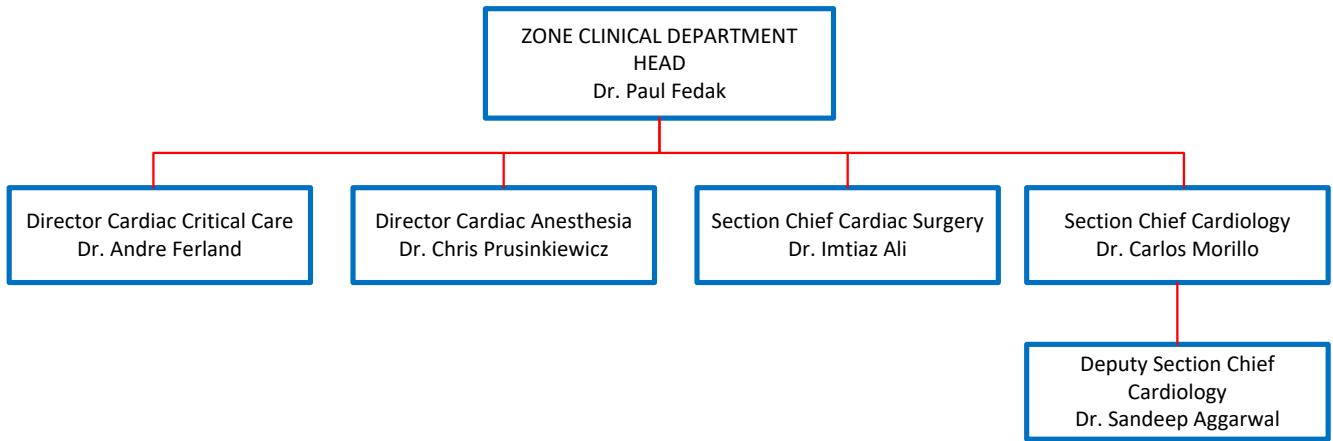 ZONE CLINICAL DEPARTMENT
HEAD
Dr. Paul Fedak
Director Cardiac Critical Care
Dr. Andre Ferland
Director Cardiac Anesthesia
Dr. Chris Prusinkiewicz
Section Chief Cardiac Surgery
Dr. Imtiaz Ali
Section Chief Cardiology
Dr. Carlos Morillo
Deputy Section Chief
Cardiology
Dr. Sandeep Aggarwal